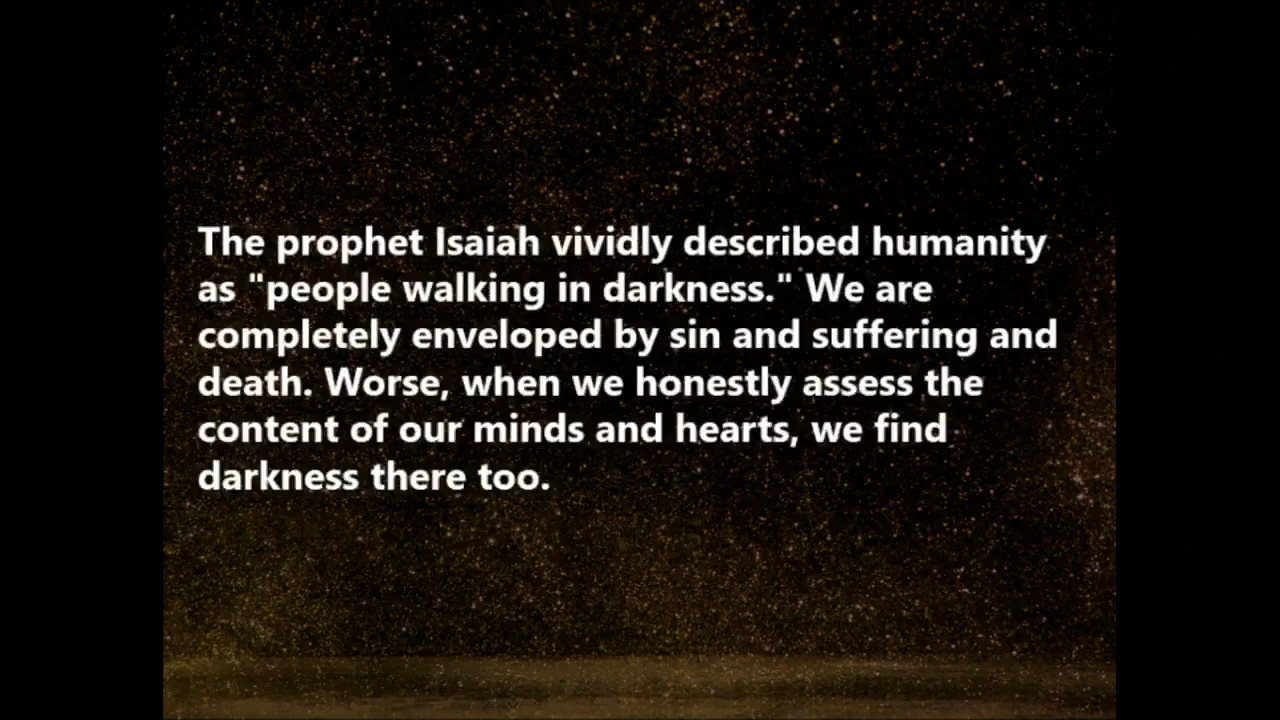 The prophet Isaiah vividly described humanity
as "people walking in darkness." We are
completely enveloped by sin and suffering and
death. Worse, when we honestly assess the
content of our minds and hearts, we find
darkness there too.